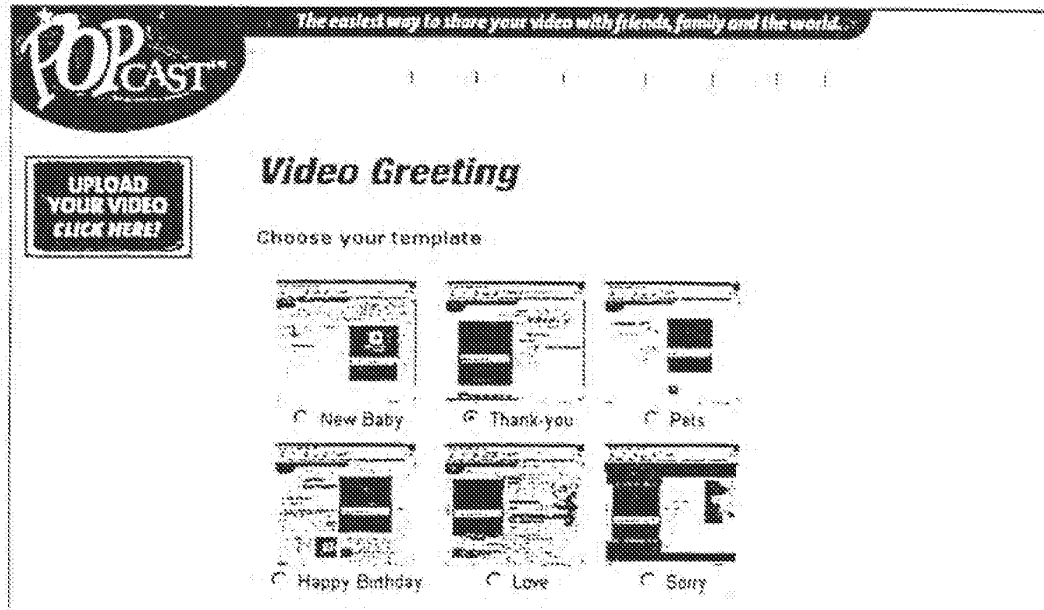 The easiest way to share your video with friends, family and the world.
POPCAST™
UPLOAD
YOUR VIDEO
CLICK HERE!
Video Greeting
Choose your template
New Baby
Thank-you
Pets
Happy Birthday
Love
Sorry